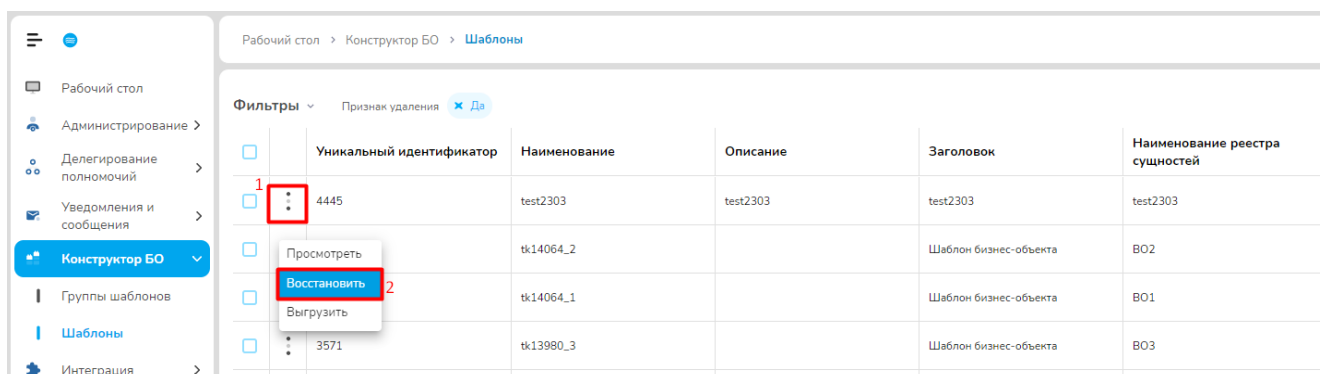 Рабочий стол > Конструктор БО > Шаблоны
Рабочий стол
Администрирование
Делегирование
полномочий
Уведомления и
сообщения
Конструктор БО
Группы шаблонов
Шаблоны
Интеграция
Фильтры Признак удаления × Да
Уникальный идентификатор Наименование Описание Заголовок Наименование реестра
сущностей
1
4445 test2303 test2303 test2303 test2303
tk14064_2 Шаблон бизнес-объекта BO2
Просмотреть
Восстановить 2
Выгрузить
tk14064_1 Шаблон бизнес-объекта BO1
3571 tk13980_3 Шаблон бизнес-объекта BO3